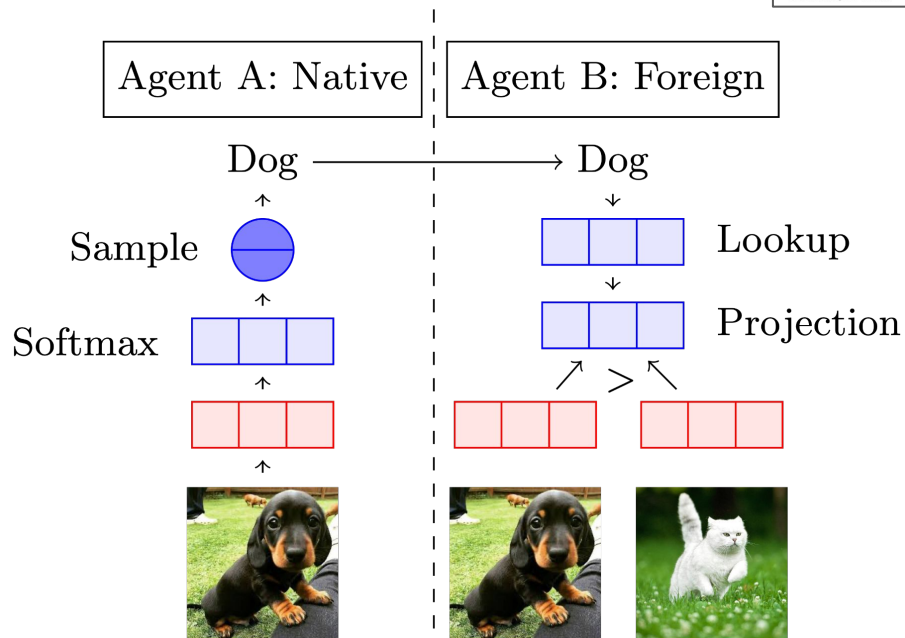 Agent A: Native
Agent B: Foreign
Dog
Dog
Sample
Lookup
Softmax
Projection
>